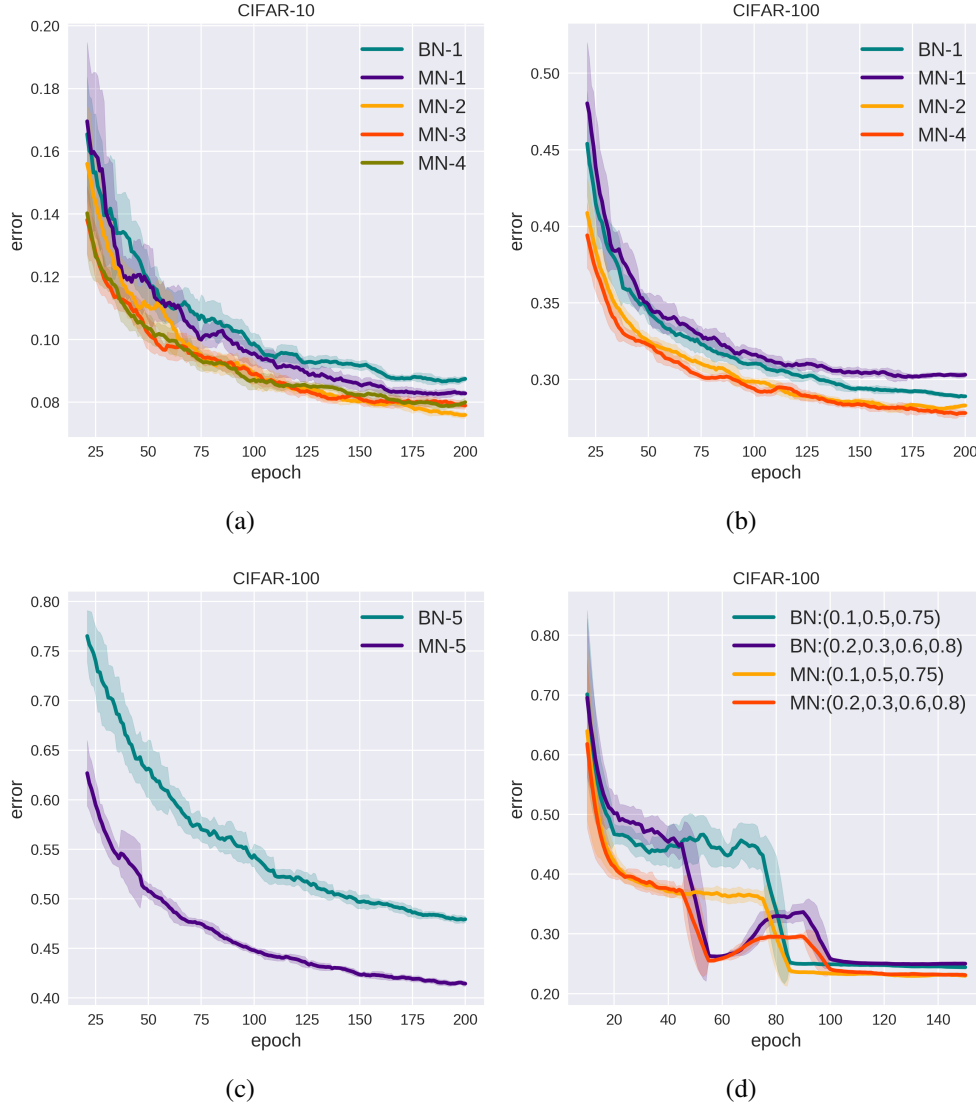 CIFAR-10
0.20
0.18
0.16
0.14
0.12
0.10
0.08
error
BN-1
MN-1
MN-2
MN-3
MN-4
25 50 75 100 125 150 175 200
epoch
(a)
CIFAR-100
0.50
0.45
0.40
0.35
0.30
error
BN-1
MN-1
MN-2
MN-4
25 50 75 100 125 150 175 200
epoch
(b)
CIFAR-100
0.80
0.75
0.70
0.65
0.60
0.55
0.50
0.45
0.40
error
BN-5
MN-5
25 50 75 100 125 150 175 200
epoch
(c)
CIFAR-100
0.80
0.70
0.60
0.50
0.40
0.30
0.20
error
BN:(0.1,0.5,0.75)
BN:(0.2,0.3,0.6,0.8)
MN:(0.1,0.5,0.75)
MN:(0.2,0.3,0.6,0.8)
20 40 60 80 100 120 140
epoch
(d)